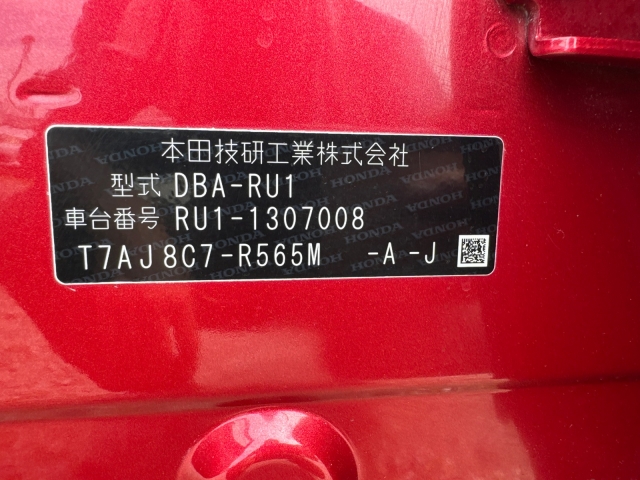 本田技研工業株式会社
型式 DBA-RU1
車台番号 RU1-1307008
T7AJ8C7-R565M -A -J